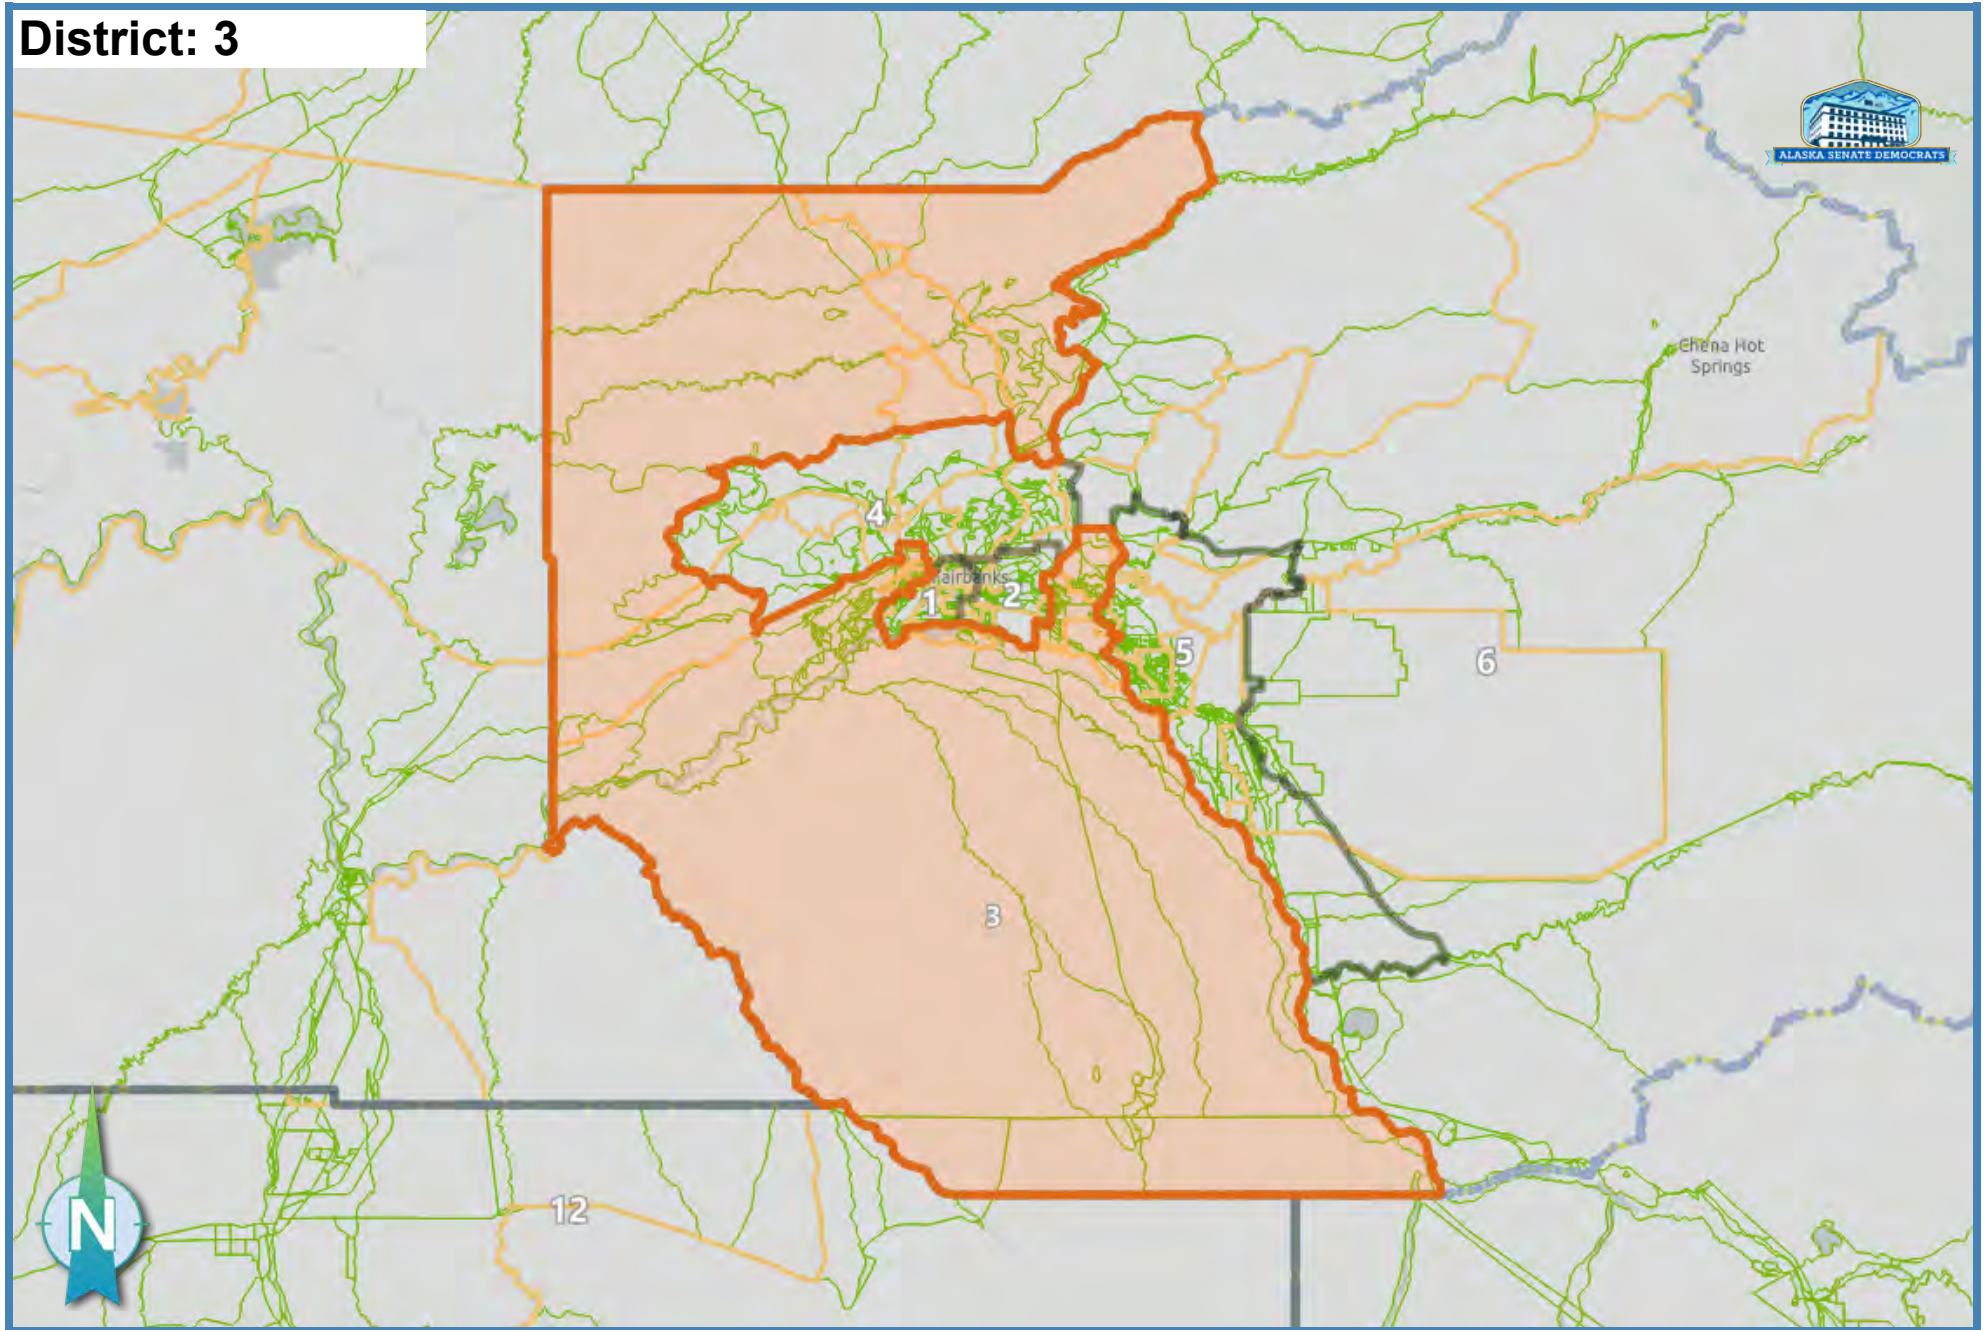 District: 3
ALASKA SENATE DEMOCRATS
Chena Hot
Springs
4
Fairbanks
1
2
5
6
3
12
N